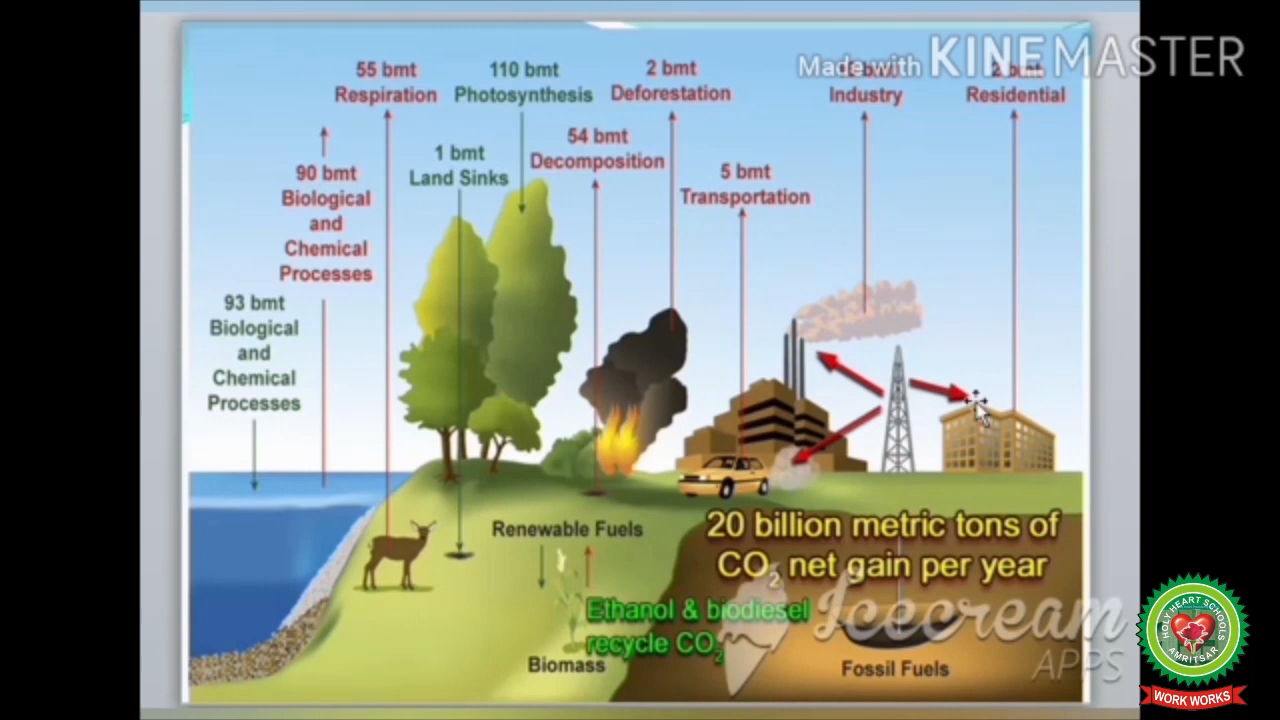 55 bmt
Respiration
110 bmt
Photosynthesis
2 bmt
Deforestation
Made with KINEMASTER
Industry
Residential
54 bmt
Decomposition
1 bmt
Land Sinks
90 bmt
Biological
and
Chemical
Processes
5 bmt
Transportation
93 bmt
Biological
and
Chemical
Processes
Renewable Fuels
20 billion metric tons of
CO₂ net gain per year
Ethanol & biodiesel
recycle CO₂
Biomass
Icecream
APPS
Fossil Fuels
HOLY HEART SCHOOLS
AMRITSAR
WORK WORKS